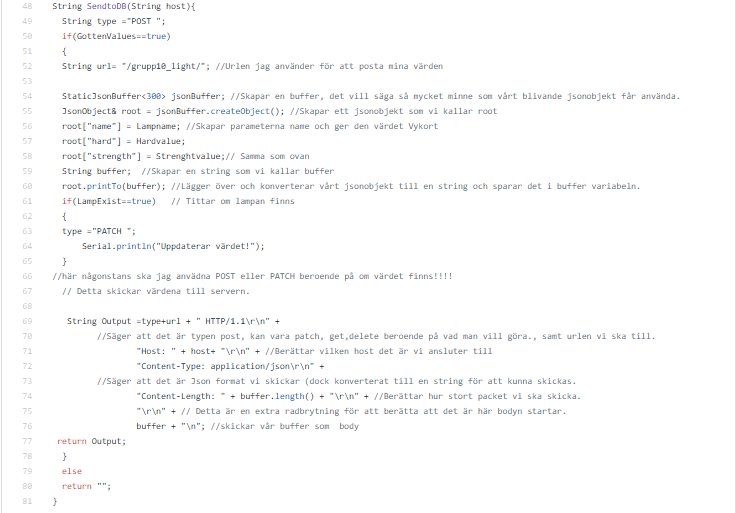 48 String SendtoDB(String host){
49 String type ="POST ";
50 if(GottenValues==true)
51 {
52 String url= "/grupp10_light/"; //Urlen jag använder för att posta mina värden
53
54 StaticJsonBuffer<300> jsonBuffer; //Skapar en buffer, det vill säga så mycket minne som vårt blivande jsonobjekt får använda.
55 JsonObject& root = jsonBuffer.createObject(); //Skapar ett jsonobjekt som vi kallar root
56 root["name"] = Lampname; //Skapar parameterna name och ger den värdet Vykort
57 root["hard"] = Hardvalue;
58 root["strength"] = Strenghtvalue;// Samma som ovan
59 String buffer;  //Skapar en string som vi kallar buffer
60 root.printTo(buffer); //Lägger över och konverterar vårt jsonobjekt till en string och sparar det i buffer variabeln.
61 if(LampExist==true)   // Tittar om lampan finns
62 {
63 type ="PATCH ";
64 Serial.println("Uppdaterar värdet!");
65 }
66 //här någonstans ska jag anvädna POST eller PATCH beroende på om värdet finns!!!!
67 // Detta skickar värdena till servern.
68
69 String Output =type+url + " HTTP/1.1\r\n" +
70 //Säger att det är typen post, kan vara patch, get,delete beroende på vad man vill göra., samt urlen vi ska till.
71 "Host: " + host+ "\r\n" + //Berättar vilken host det är vi ansluter till
72 "Content-Type: application/json\r\n" +
73 //Säger att det är Json format vi skickar (dock konverterat till en string för att kunna skickas.
74 "Content-Length: " + buffer.length() + "\r\n" + //Berättar hur stort packet vi ska skicka.
75 "\r\n" + // Detta är en extra radbrytning för att berätta att det är här bodyn startar.
76 buffer + "\n"; //skickar vår buffer som  body
77 return Output;
78 }
79 else
80 return "";
81 }